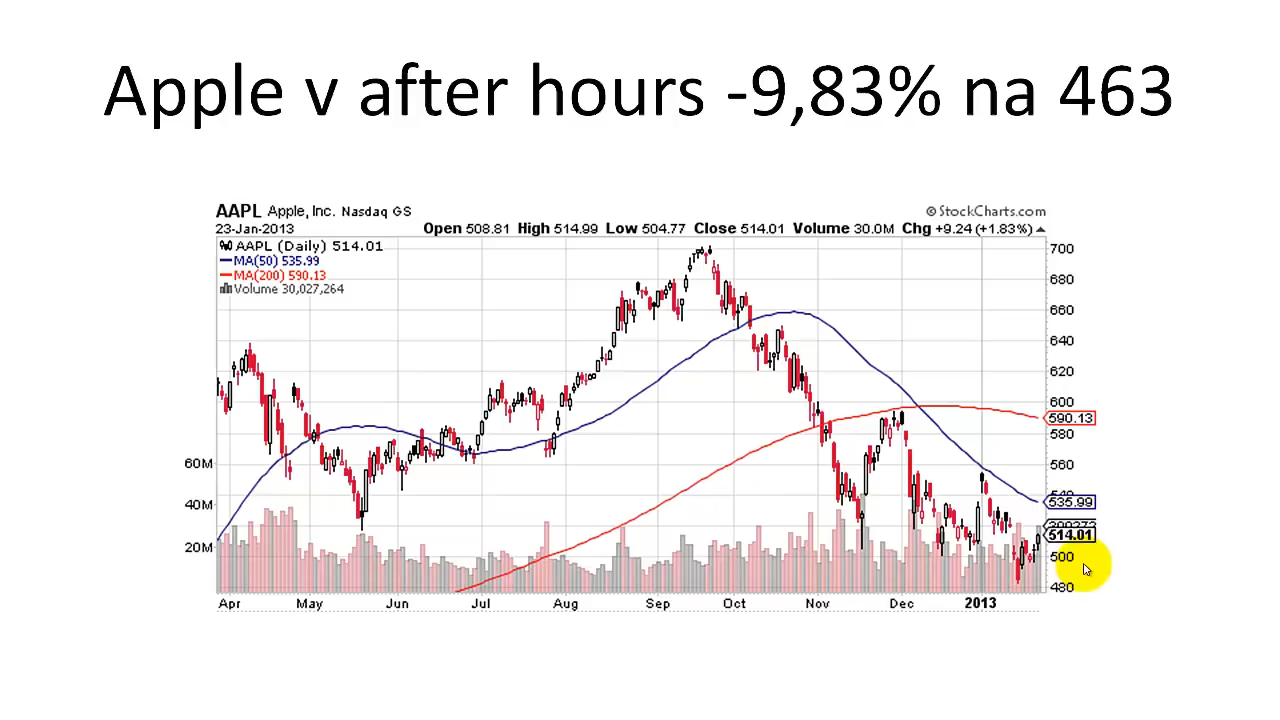 Apple v after hours -9,83% na 463
AAPL Apple, Inc. Nasdaq GS ©StockCharts.com
23-Jan-2013 Open 508.81 High 514.99 Low 504.77 Close 514.01 Volume 30.0M Chg +9.24 (+1.83%)
AAPL (Daily) 514.01
MA(50) 535.99
MA(200) 590.13
Volume 30,027,264
700
680
660
640
620
600
590.13
580
560
60M
540
535.99
40M
514.01
20M
500
480
Apr May Jun Jul Aug Sep Oct Nov Dec 2013